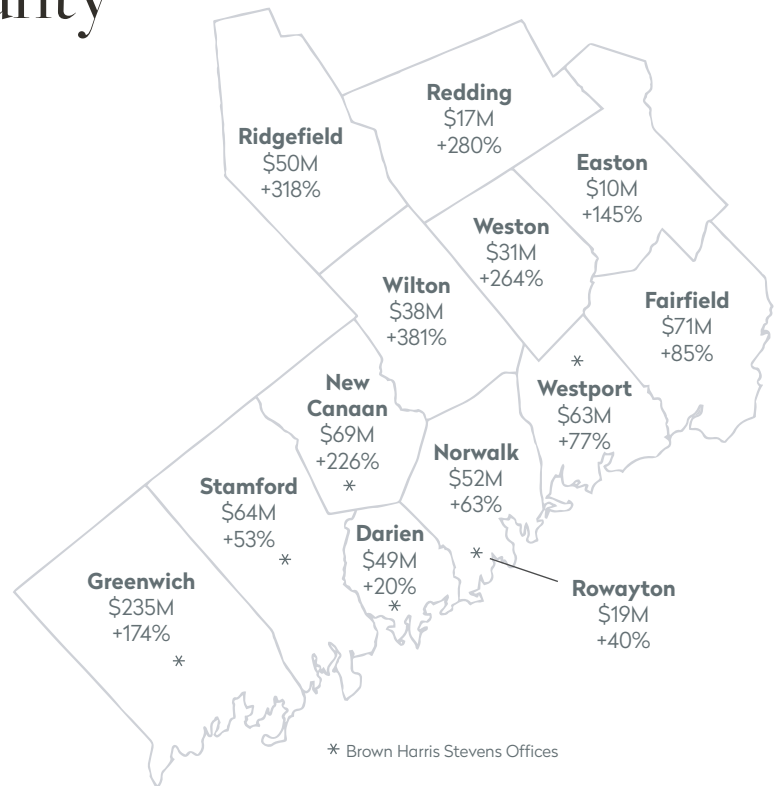 Redding
$17M
+280%
Ridgefield
$50M
+318%
Easton
$10M
+145%
Weston
$31M
+264%
Wilton
$38M
+381%
Fairfield
$71M
+85%
*
Westport
$63M
+77%
New
Canaan
$69M
+226%
*
Norwalk
$52M
+63%
*
Stamford
$64M
+53%
*
Darien
$49M
+20%
*
Greenwich
$235M
+174%
*
Rowayton
$19M
+40%
* Brown Harris Stevens Offices